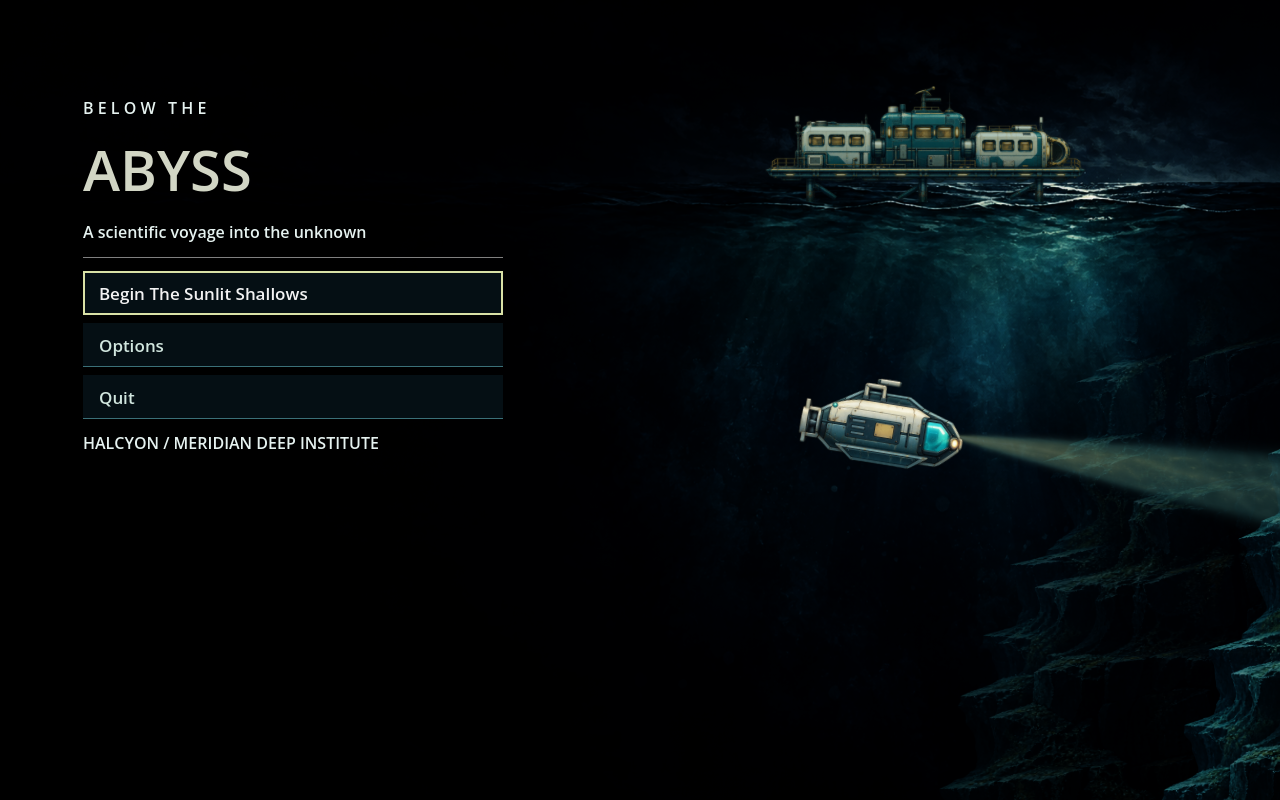 BELOW THE
ABYSS
A scientific voyage into the unknown
Begin The Sunlit Shallows
Options
Quit
HALCYON / MERIDIAN DEEP INSTITUTE